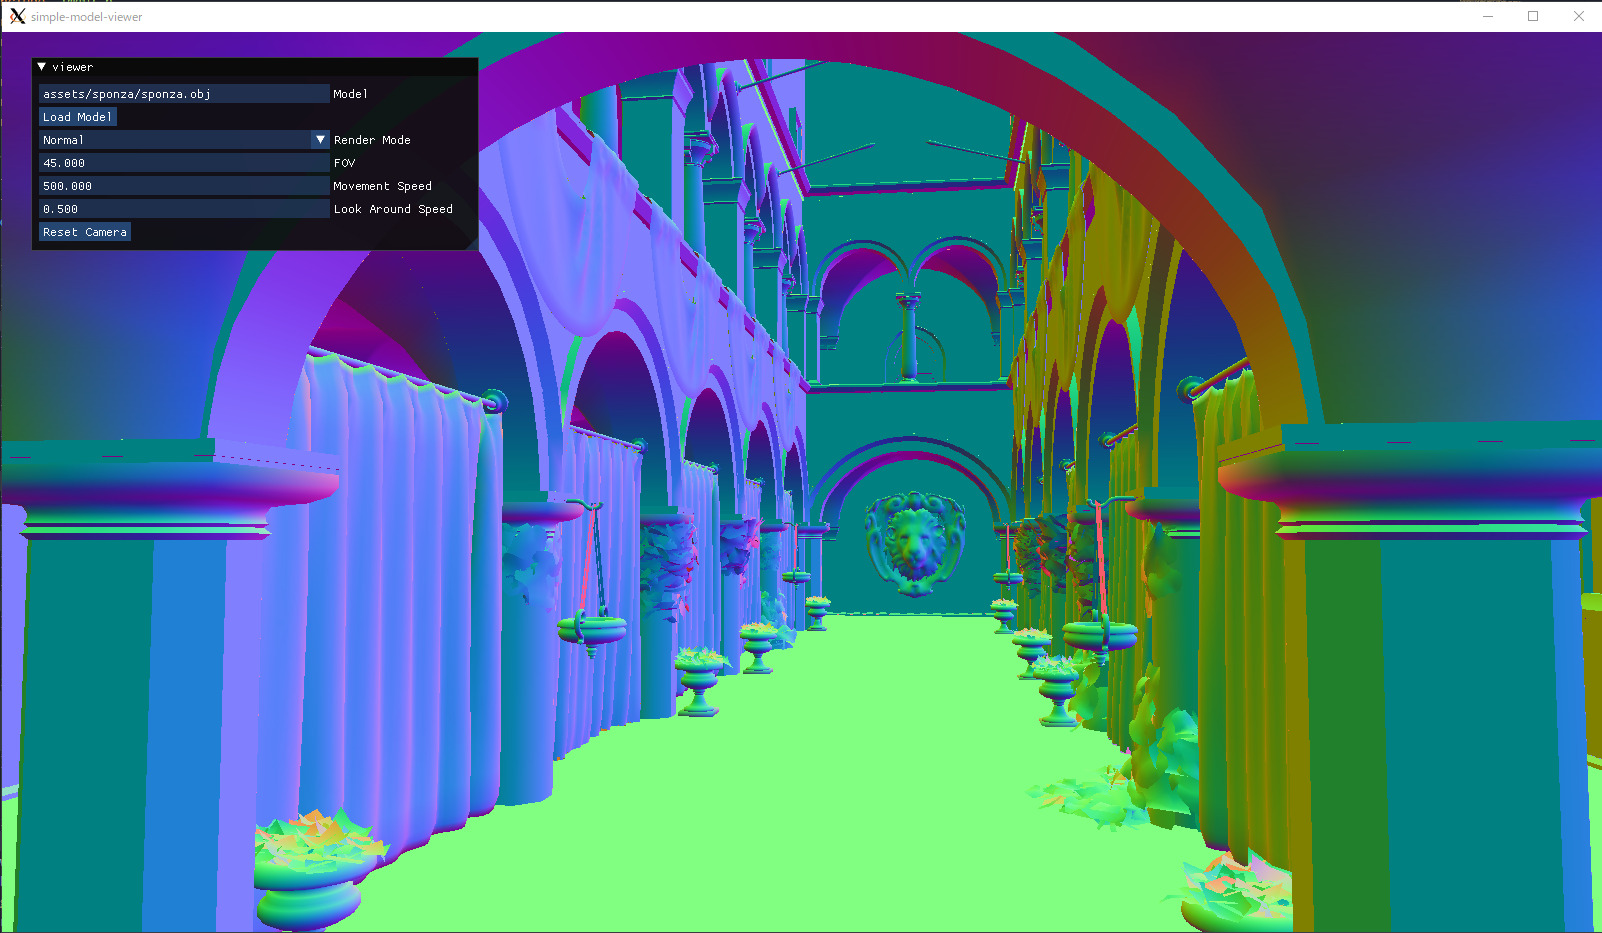 simple-model-viewer
viewer
assets/sponza/sponza.obj Model
Load Model
Normal Render Mode
45.000 FOV
500.000 Movement Speed
0.500 Look Around Speed
Reset Camera